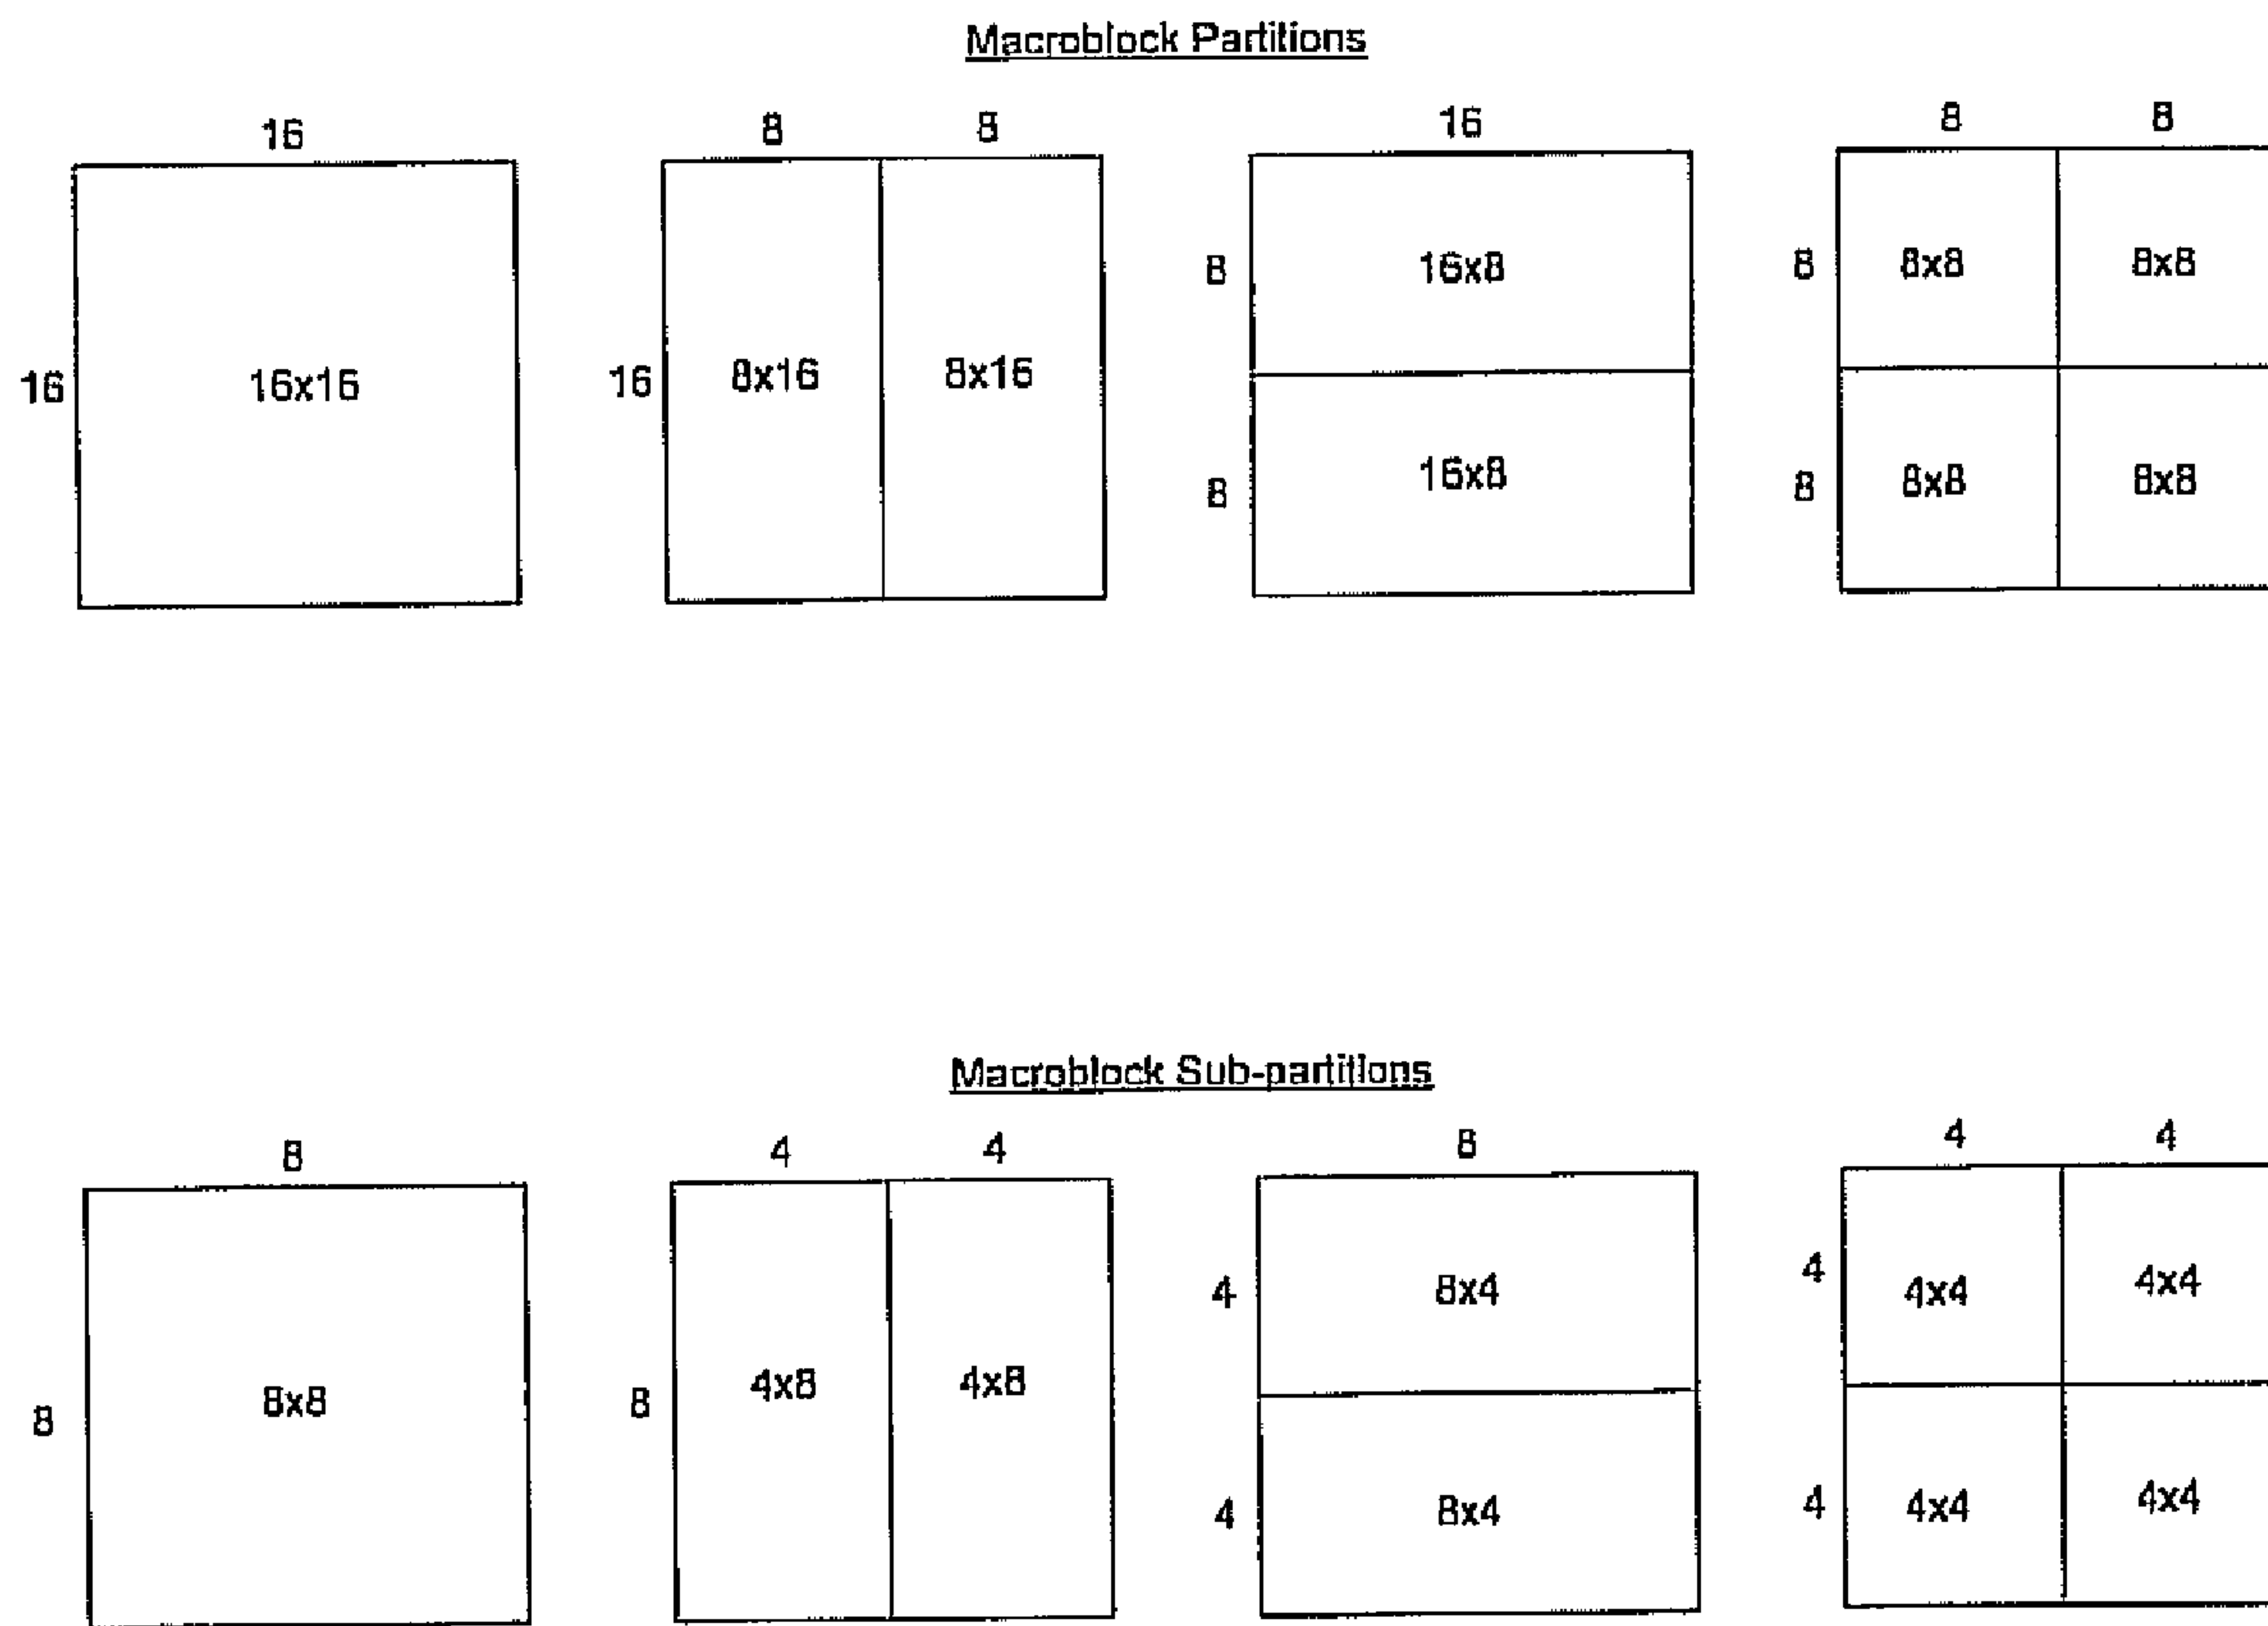 Macroblock Partitions
16 8 8 16 8 8
8 16x8 8 8x8 8x8
16 16x16 16 8x16 8x16
8 16x8 8 8x8 8x8
Macroblock Sub-partitions
8 4 4 8 4 4
4 8x4 4 4x4 4x4
8 8x8 8 4x8 4x8
4 8x4 4 4x4 4x4